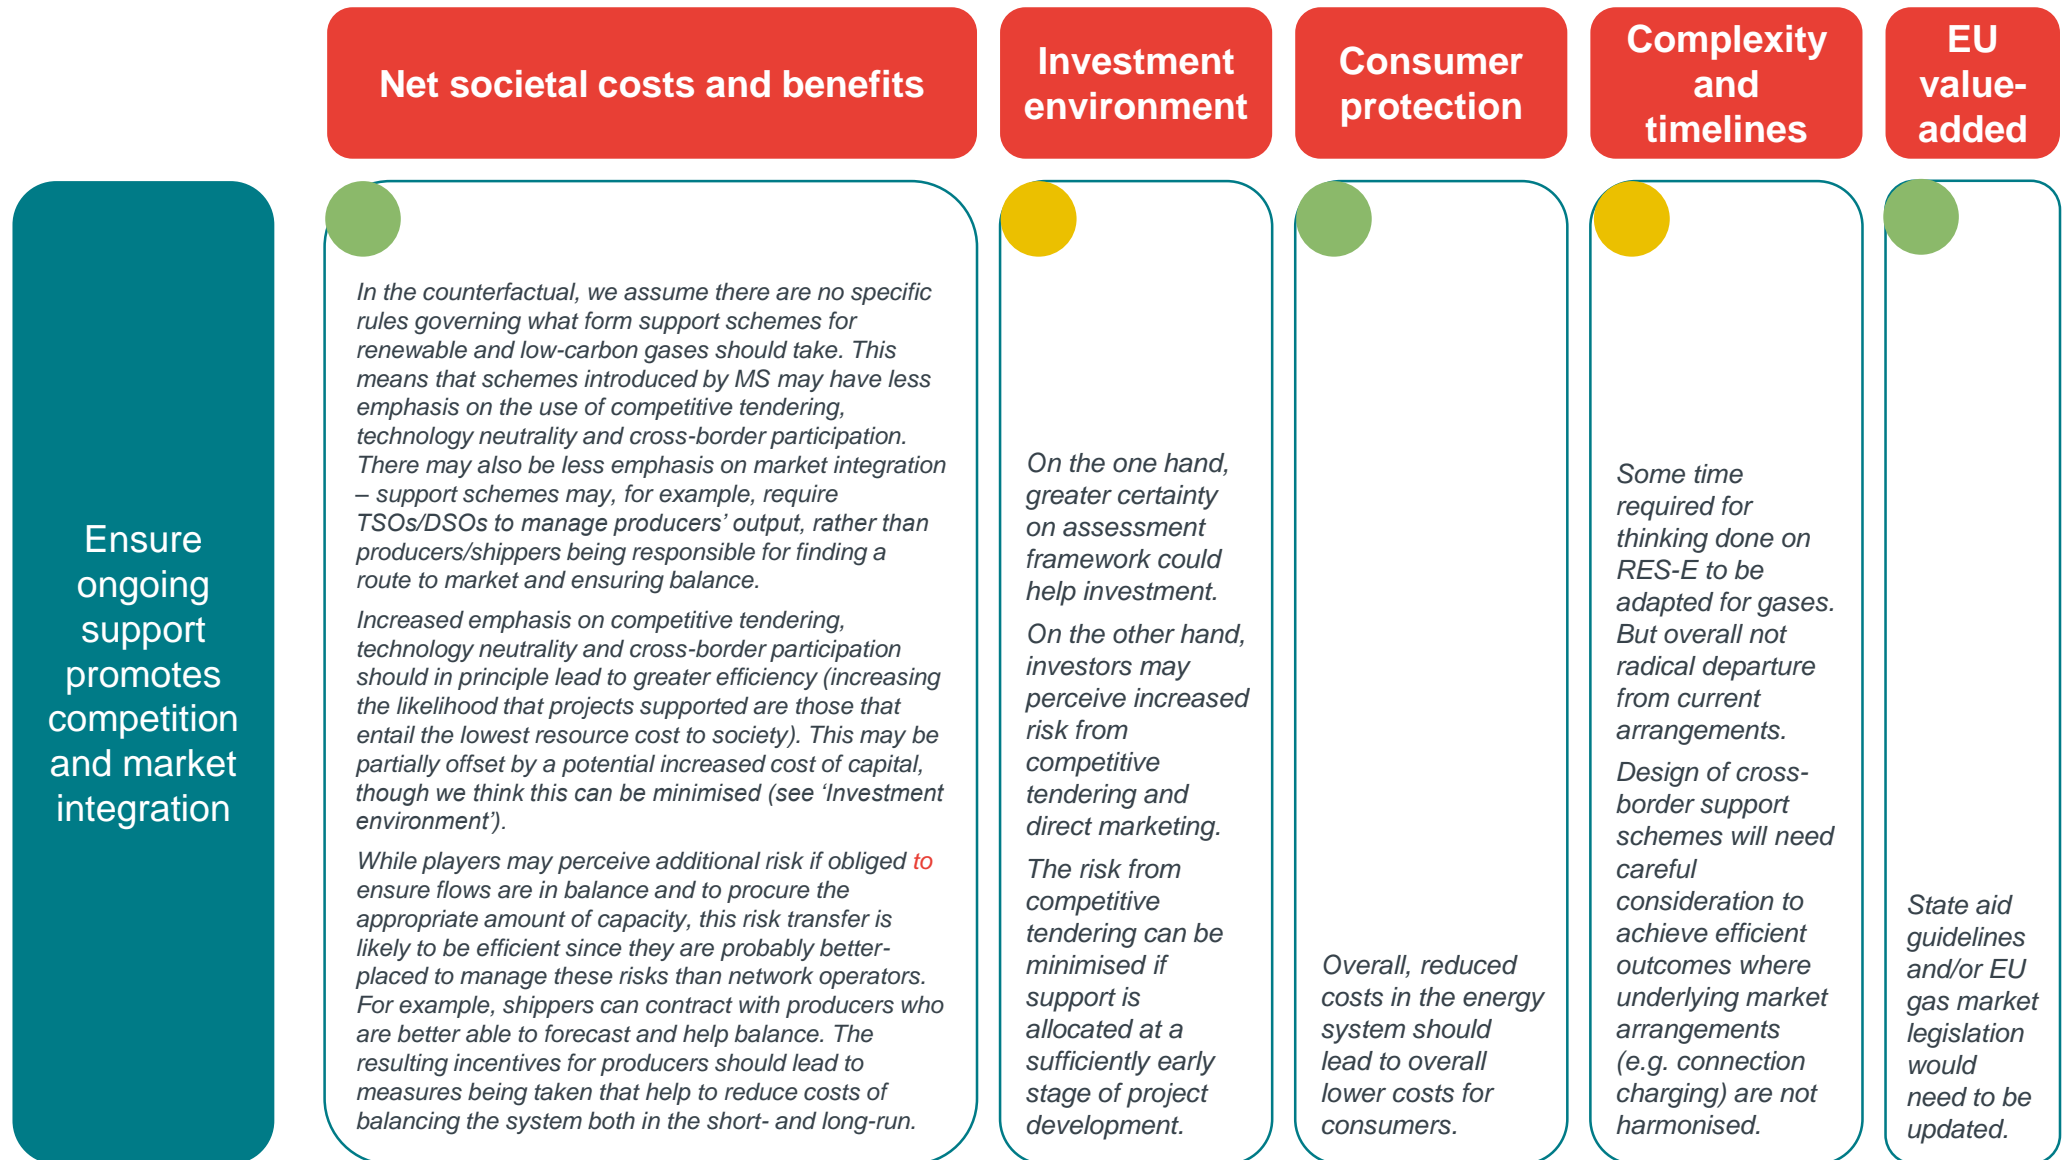 Net societal costs and benefits
Investment
environment
Consumer
protection
Complexity
and
timelines
EU
value-
added
Ensure
ongoing
support
promotes
competition
and market
integration
In the counterfactual, we assume there are no specific
rules governing what form support schemes for
renewable and low-carbon gases should take. This
means that schemes introduced by MS may have less
emphasis on the use of competitive tendering,
technology neutrality and cross-border participation.
There may also be less emphasis on market integration
– support schemes may, for example, require
TSOs/DSOs to manage producers’ output, rather than
producers/shippers being responsible for finding a
route to market and ensuring balance.
Increased emphasis on competitive tendering,
technology neutrality and cross-border participation
should in principle lead to greater efficiency (increasing
the likelihood that projects supported are those that
entail the lowest resource cost to society). This may be
partially offset by a potential increased cost of capital,
though we think this can be minimised (see ‘Investment
environment’).
While players may perceive additional risk if obliged to
ensure flows are in balance and to procure the
appropriate amount of capacity, this risk transfer is
likely to be efficient since they are probably better-
placed to manage these risks than network operators.
For example, shippers can contract with producers who
are better able to forecast and help balance. The
resulting incentives for producers should lead to
measures being taken that help to reduce costs of
balancing the system both in the short- and long-run.
On the one hand,
greater certainty
on assessment
framework could
help investment.
On the other hand,
investors may
perceive increased
risk from
competitive
tendering and
direct marketing.
The risk from
competitive
tendering can be
minimised if
support is
allocated at a
sufficiently early
stage of project
development.
Overall, reduced
costs in the energy
system should
lead to overall
lower costs for
consumers.
Some time
required for
thinking done on
RES-E to be
adapted for gases.
But overall not
radical departure
from current
arrangements.
Design of cross-
border support
schemes will need
careful
consideration to
achieve efficient
outcomes where
underlying market
arrangements
(e.g. connection
charging) are not
harmonised.
State aid
guidelines
and/or EU
gas market
legislation
would
need to be
updated.